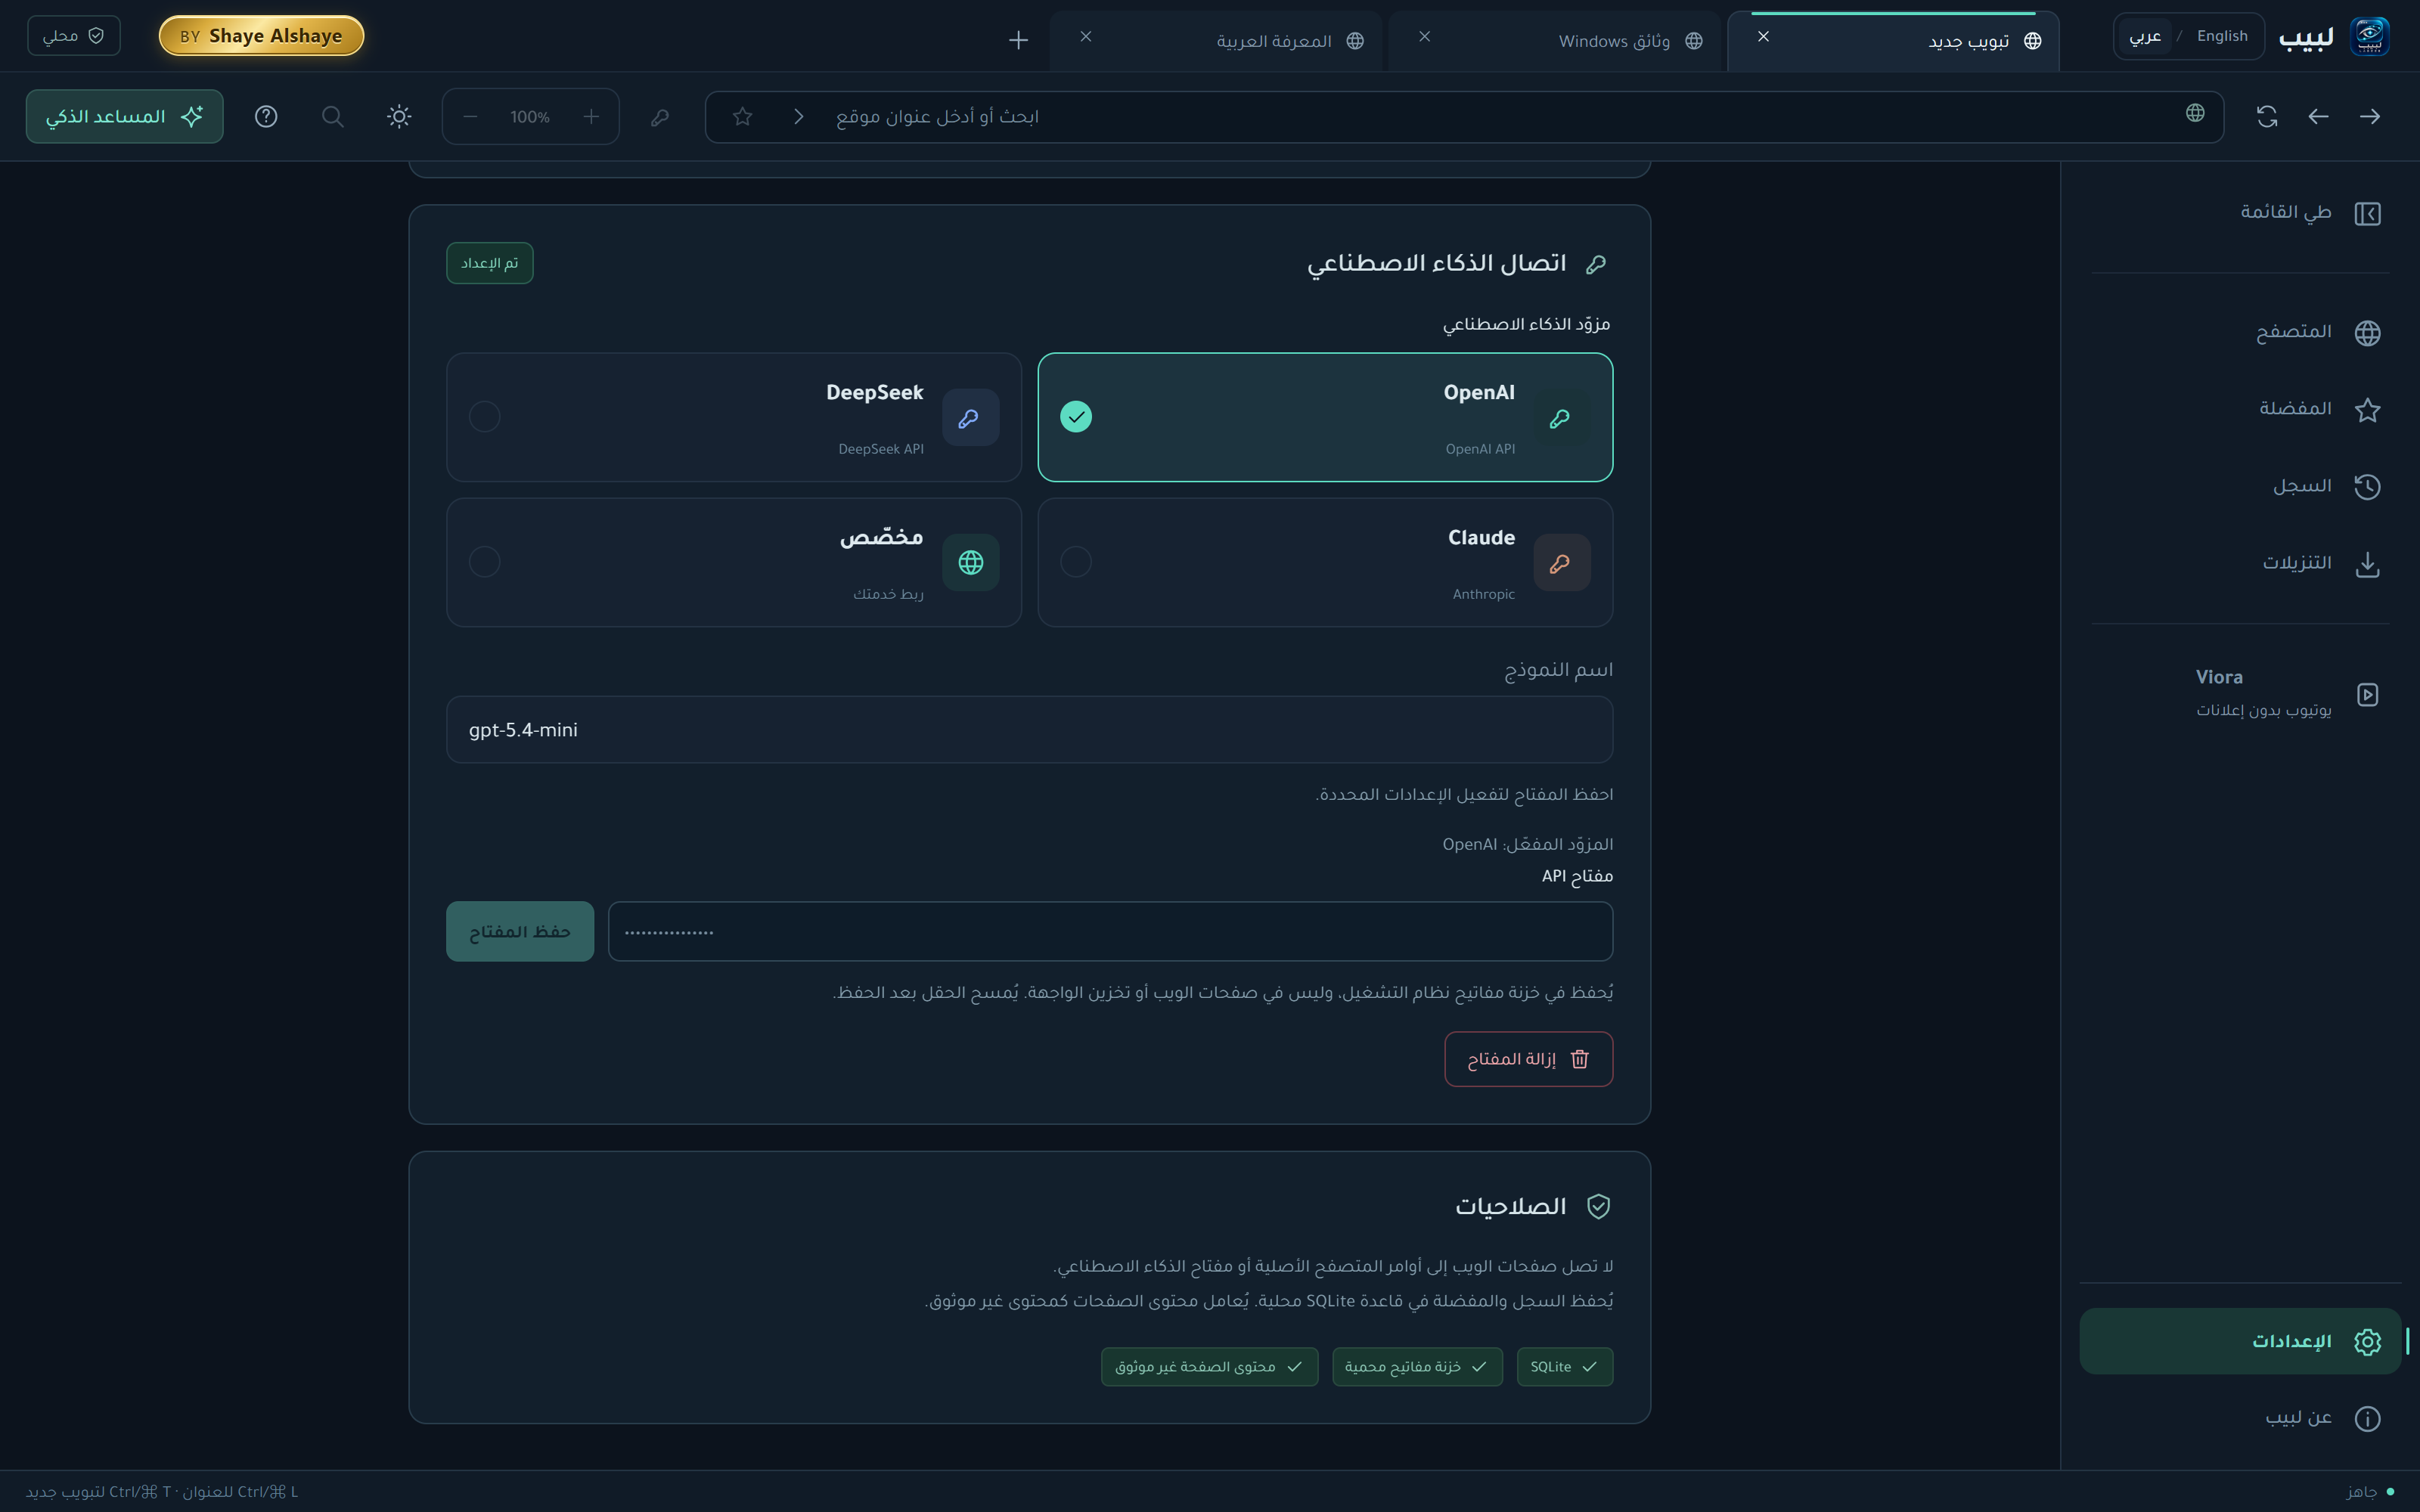 لبيب
English / عربي
تبويب جديد
وثائق Windows
المعرفة العربية
BY Shaye Alshaye
محلي
ابحث أو أدخل عنوان موقع
100%
المساعد الذكي
طي القائمة
المتصفح
المفضلة
السجل
التنزيلات
Viora
يوتيوب بدون إعلانات
الإعدادات
عن لبيب
اتصال الذكاء الاصطناعي
تم الإعداد
مزوّد الذكاء الاصطناعي
OpenAI
OpenAI API
DeepSeek
DeepSeek API
Claude
Anthropic
مخصّص
ربط خدمتك
اسم النموذج
gpt-5.4-mini
احفظ المفتاح لتفعيل الإعدادات المحددة.
المزوّد المفعّل: OpenAI
مفتاح API
حفظ المفتاح
يُحفظ في خزنة مفاتيح نظام التشغيل، وليس في صفحات الويب أو تخزين الواجهة. يُمسح الحقل بعد الحفظ.
إزالة المفتاح
الصلاحيات
لا تصل صفحات الويب إلى أوامر المتصفح الأصلية أو مفتاح الذكاء الاصطناعي.
يُحفظ السجل والمفضلة في قاعدة SQLite محلية. يُعامل محتوى الصفحات كمحتوى غير موثوق.
SQLite
خزنة مفاتيح محمية
محتوى الصفحة غير موثوق
جاهز
Ctrl/⌘ L للعنوان · Ctrl/⌘ T لتبويب جديد